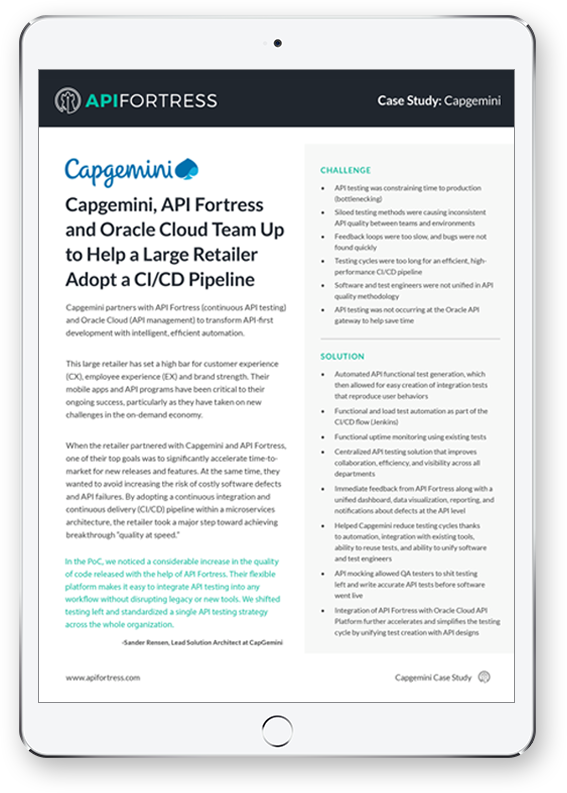 APIFORTRESS
Case Study: Capgemini
Capgemini
Capgemini, API Fortress
and Oracle Cloud Team Up
to Help a Large Retailer
Adopt a CI/CD Pipeline
Capgemini partners with API Fortress (continuous API testing)
and Oracle Cloud (API management) to transform API-first
development with intelligent, efficient automation.
This large retailer has set a high bar for customer experience
(CX), employee experience (EX) and brand strength. Their
mobile apps and API programs have been critical to their
ongoing success, particularly as they have taken on new
challenges in the on-demand economy.
When the retailer partnered with Capgemini and API Fortress,
one of their top goals was to significantly accelerate time-to-
market for new releases and features. At the same time, they
wanted to avoid increasing the risk of costly software defects
and API failures. By adopting a continuous integration and
continuous delivery (CI/CD) pipeline within a microservices
architecture, the retailer took a major step toward achieving
breakthrough "quality at speed."
In the PoC, we noticed a considerable increase in the quality
of code released with the help of API Fortress. Their flexible
platform makes it easy to integrate API testing into any
workflow without disrupting legacy or new tools. We shifted
testing left and standardized a single API testing strategy
across the whole organization.
-Sander Rensen, Lead Solution Architect at CapGemini
CHALLENGE
• API testing was constraining time to production
(bottlenecking)
• Siloed testing methods were causing inconsistent
API quality between teams and environments
• Feedback loops were too slow, and bugs were not
found quickly
• Testing cycles were too long for an efficient, high-
performance CI/CD pipeline
• Software and test engineers were not unified in API
quality methodology
• API testing was not occurring at the Oracle API
gateway to help save time
SOLUTION
• Automated API functional test generation, which
then allowed for easy creation of integration tests
that reproduce user behaviors
• Functional and load test automation as part of the
CI/CD flow (Jenkins)
• Functional uptime monitoring using existing tests
• Centralized API testing solution that improves
collaboration, efficiency, and visibility across all
departments
• Immediate feedback from API Fortress along with a
unified dashboard, data visualization, reporting, and
notifications about defects at the API level
• Helped Capgemini reduce testing cycles thanks
to automation, integration with existing tools,
ability to reuse tests, and ability to unify software
and test engineers
• API mocking allowed QA testers to shit testing
left and write accurate API tests before software
went live
• Integration of API Fortress with Oracle Cloud API
Platform further accelerates and simplifies the testing
cycle by unifying test creation with API designs
www.apifortress.com
Capgemini Case Study